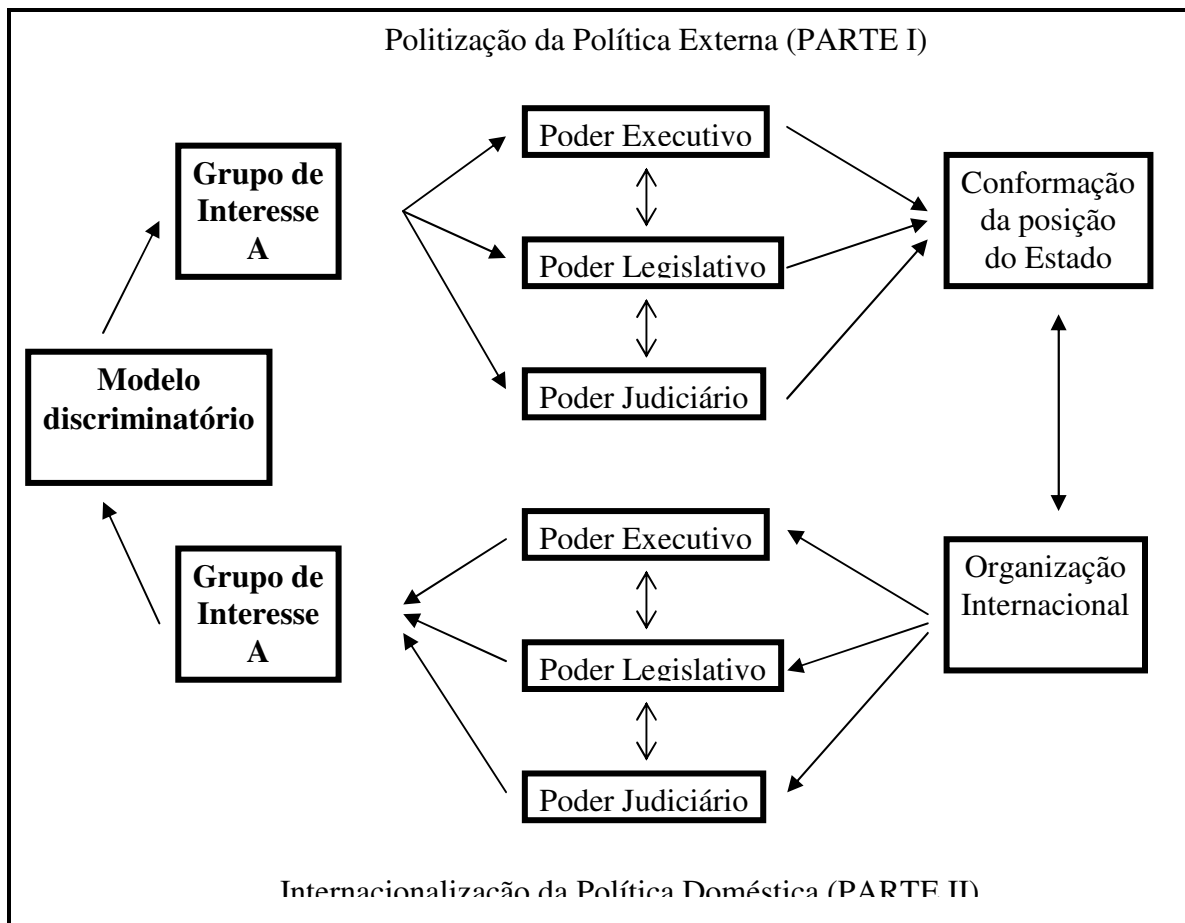 Politização da Política Externa (PARTE I)
Poder Executivo
Grupo de
Interesse
A
Conformação
da posição
do Estado
Poder Legislativo
Modelo
discriminatório
Poder Judiciário
Poder Executivo
Grupo de
Interesse
A
Organização
Internacional
Poder Legislativo
Poder Judiciário
Internacionalização da Política Doméstica (PARTE II)